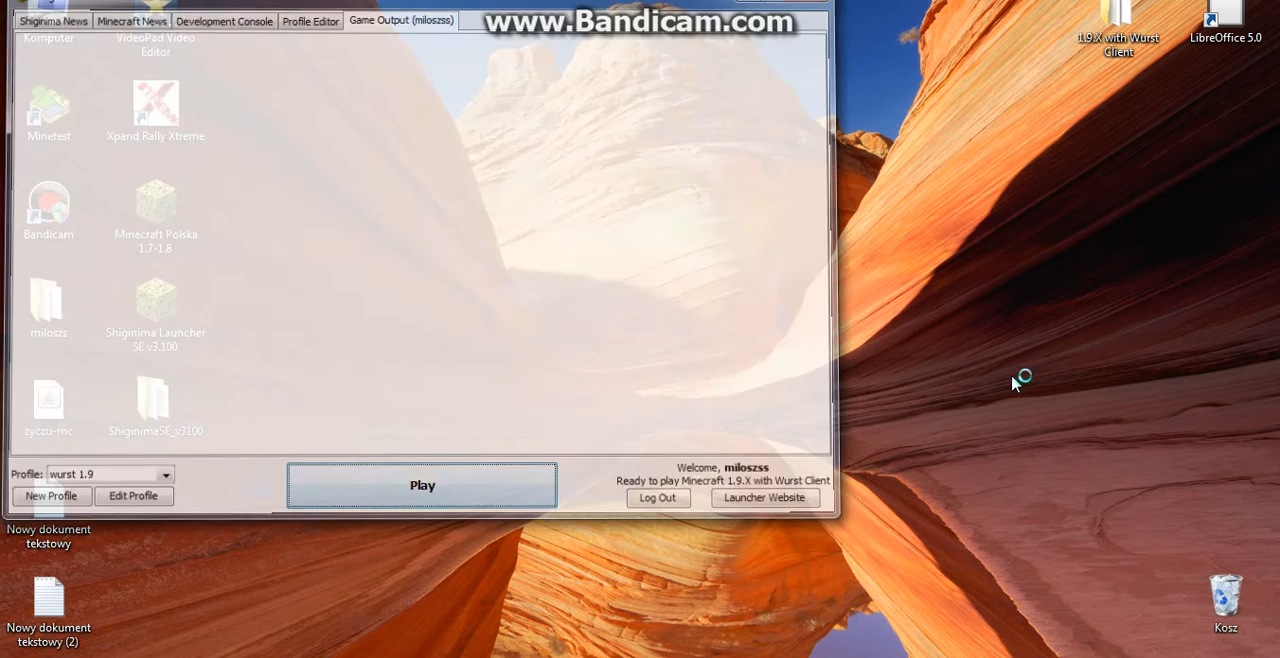 www.Bandicam.com
Shiginima News
Minecraft News
Development Console
Profile Editor
Game Output (miloszss)
Komputer
VideoPad Video
Editor
1.9.X with Wurst
Client
LibreOffice 5.0
Minetest
Xpand Rally Xtreme
Bandicam
Minecraft Polska
1.7-1.8
miloszs
Shiginima Launcher
SE v3.100
zyczu-mc
ShiginimaSE_v3100
Profile:
wurst 1.9
New Profile
Edit Profile
Play
Welcome, miloszss
Ready to play Minecraft 1.9.X with Wurst Client
Log Out
Launcher Website
Nowy dokument
tekstowy
Nowy dokument
tekstowy (2)
Kosz